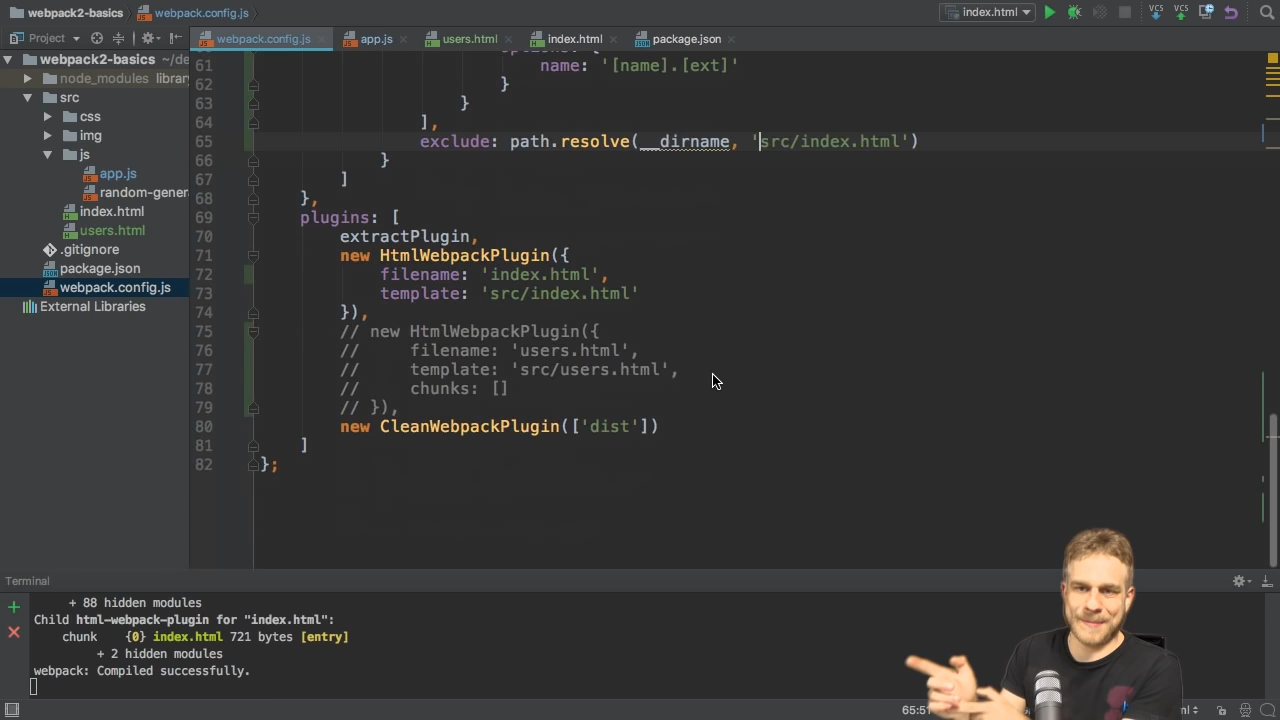 webpack2-basics webpack.config.js index.html VCS VCS
Project webpack.config.js app.js users.html index.html package.json
webpack2-basics ~/de
node_modules library
src
css
img
js
app.js
random-gener
index.html
users.html
.gitignore
package.json
webpack.config.js
External Libraries
61 name: '[name].[ext]'
62 }
63 }
64 ],
65 exclude: path.resolve(__dirname, 'src/index.html')
66 }
67 ]
68 },
69 plugins: [
70 extractPlugin,
71 new HtmlWebpackPlugin({
72 filename: 'index.html',
73 template: 'src/index.html'
74 }),
75 // new HtmlWebpackPlugin({
76 // filename: 'users.html',
77 // template: 'src/users.html',
78 // chunks: []
79 // }),
80 new CleanWebpackPlugin(['dist'])
81 ]
82 };
Terminal
+ 88 hidden modules
Child html-webpack-plugin for "index.html":
chunk {0} index.html 721 bytes [entry]
+ 2 hidden modules
webpack: Compiled successfully.